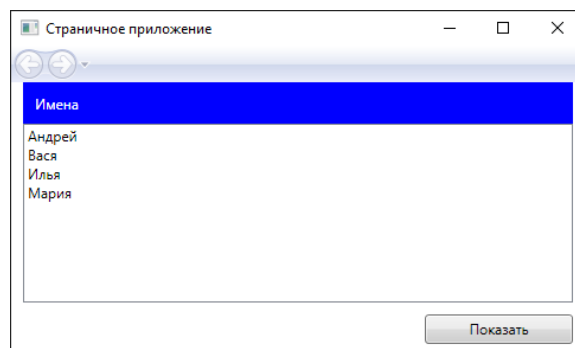 Страничное приложение
Имена
Андрей
Вася
Илья
Мария
Показать